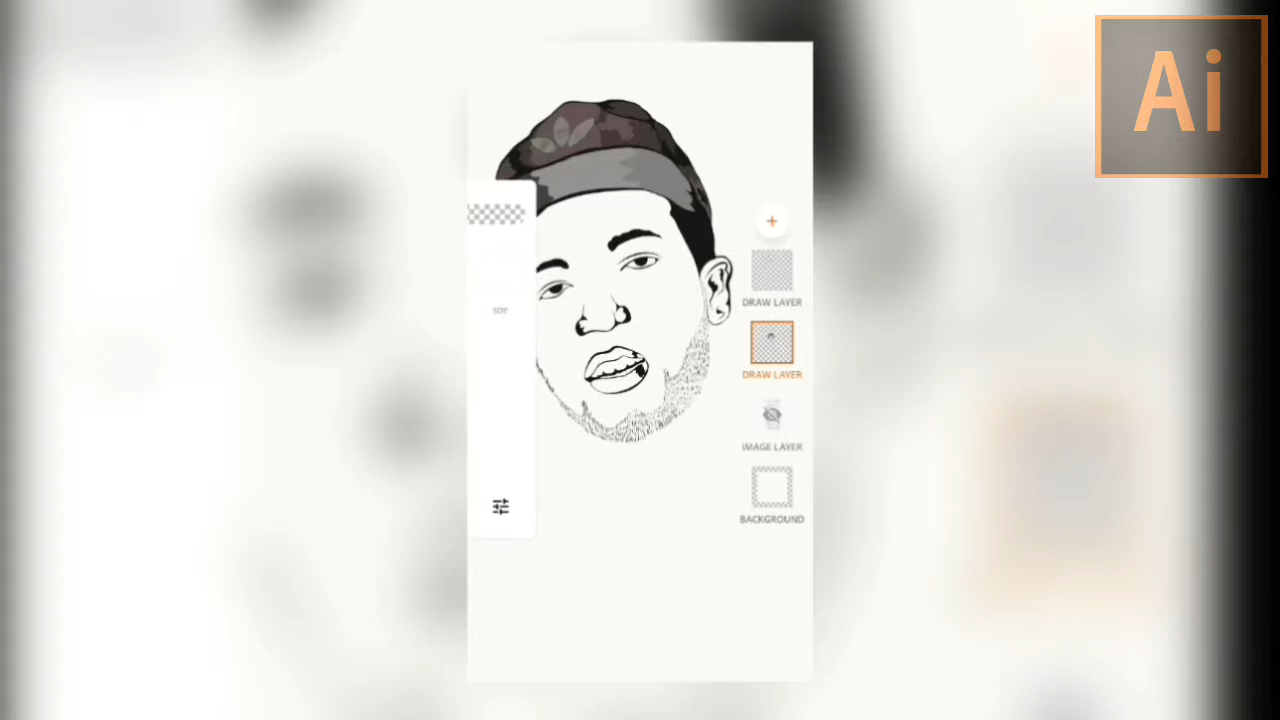 Ai
+
DRAW LAYER
size
DRAW LAYER
IMAGE LAYER
BACKGROUND